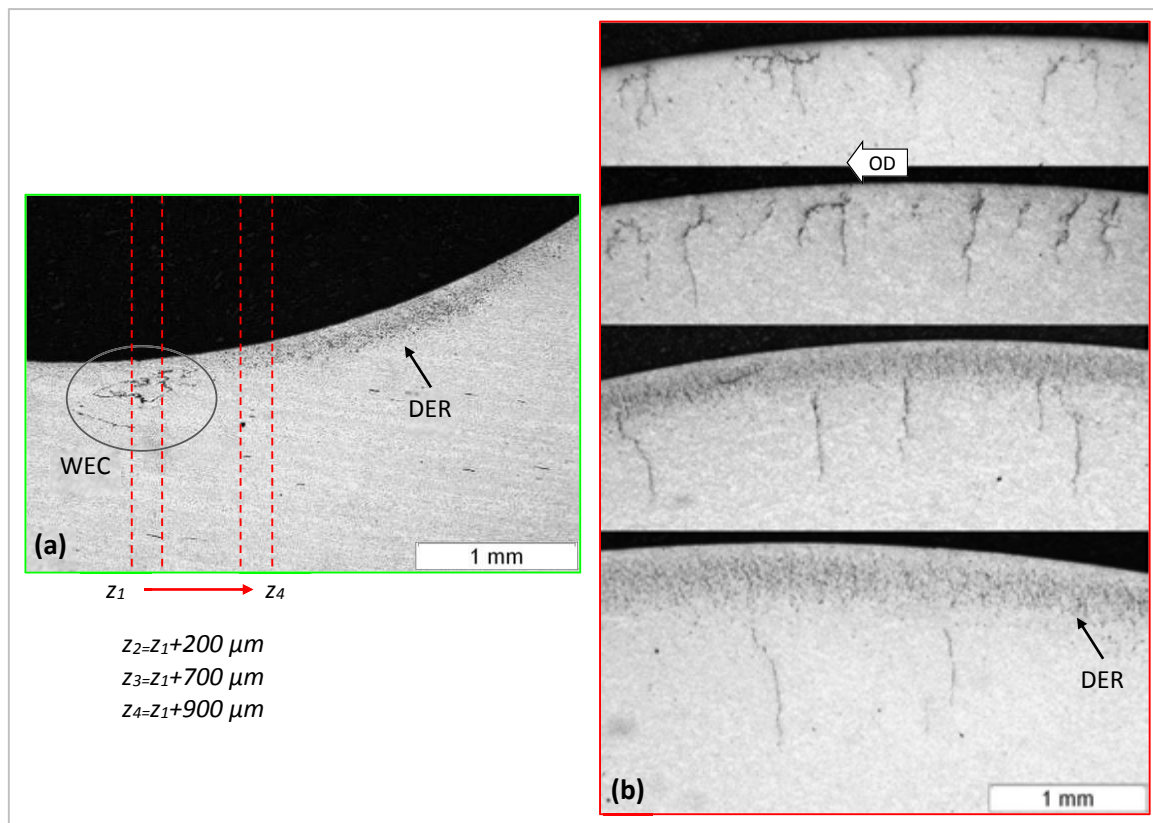 WEC
DER
(a)
1 mm
z1
z4
z2=z1+200 µm
z3=z1+700 µm
z4=z1+900 µm
OD
DER
(b)
1 mm